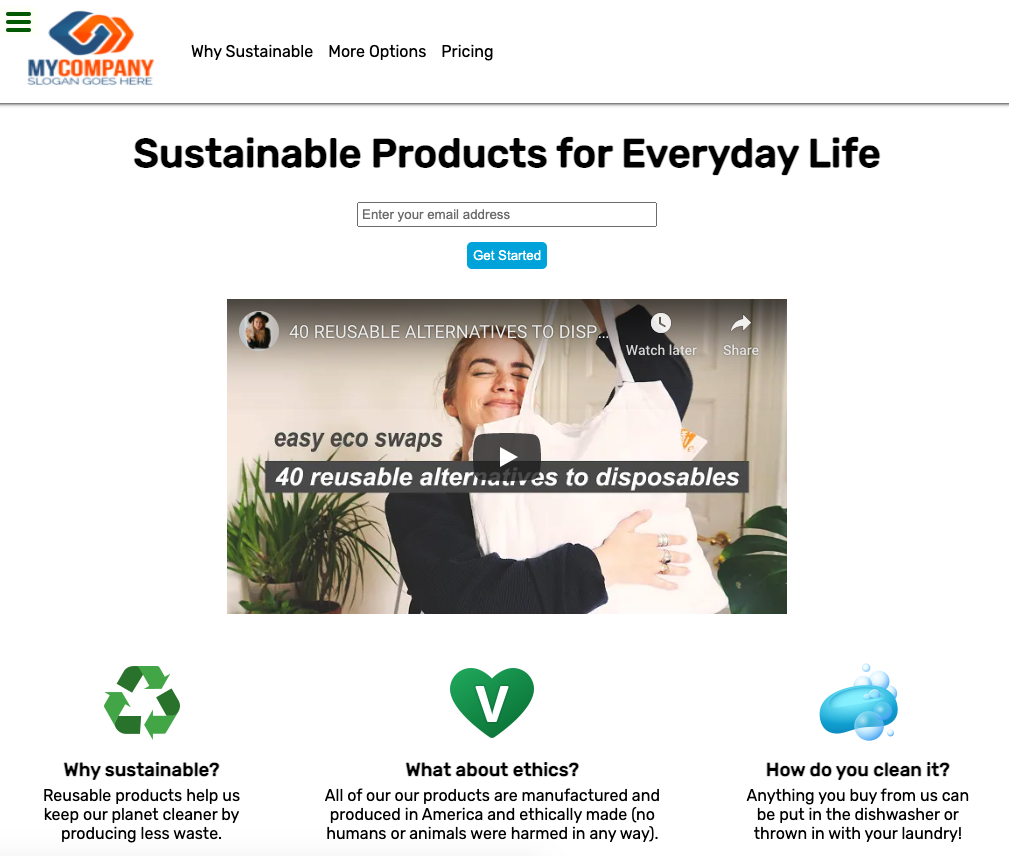 MYCOMPANY
SLOGAN GOES HERE
Why Sustainable More Options Pricing
Sustainable Products for Everyday Life
Enter your email address
Get Started
40 REUSABLE ALTERNATIVES TO DISP...
Watch later Share
easy eco swaps
40 reusable alternatives to disposables
V
Why sustainable?
Reusable products help us
keep our planet cleaner by
producing less waste.
What about ethics?
All of our our products are manufactured and
produced in America and ethically made (no
humans or animals were harmed in any way).
How do you clean it?
Anything you buy from us can
be put in the dishwasher or
thrown in with your laundry!